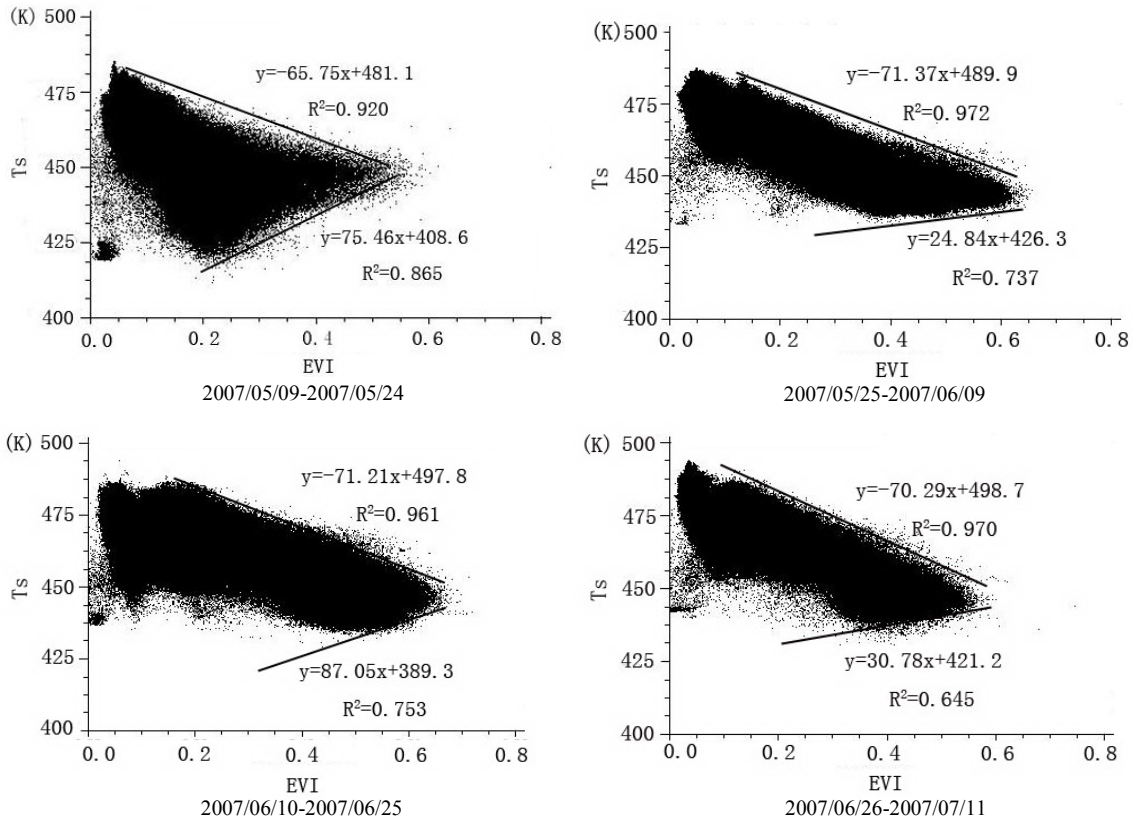 (K)
500
475
450
425
400
Ts
y=-65.75x+481.1
R²=0.920
y=75.46x+408.6
R²=0.865
0.0 0.2 0.4 0.6 0.8
EVI
2007/05/09-2007/05/24
(K)
500
475
450
425
400
Ts
y=-71.37x+489.9
R²=0.972
y=24.84x+426.3
R²=0.737
0.0 0.2 0.4 0.6 0.8
EVI
2007/05/25-2007/06/09
(K)
500
475
450
425
400
Ts
y=-71.21x+497.8
R²=0.961
y=87.05x+389.3
R²=0.753
0.0 0.2 0.4 0.6 0.8
EVI
2007/06/10-2007/06/25
(K)
500
475
450
425
400
Ts
y=-70.29x+498.7
R²=0.970
y=30.78x+421.2
R²=0.645
0.0 0.2 0.4 0.6 0.8
EVI
2007/06/26-2007/07/11